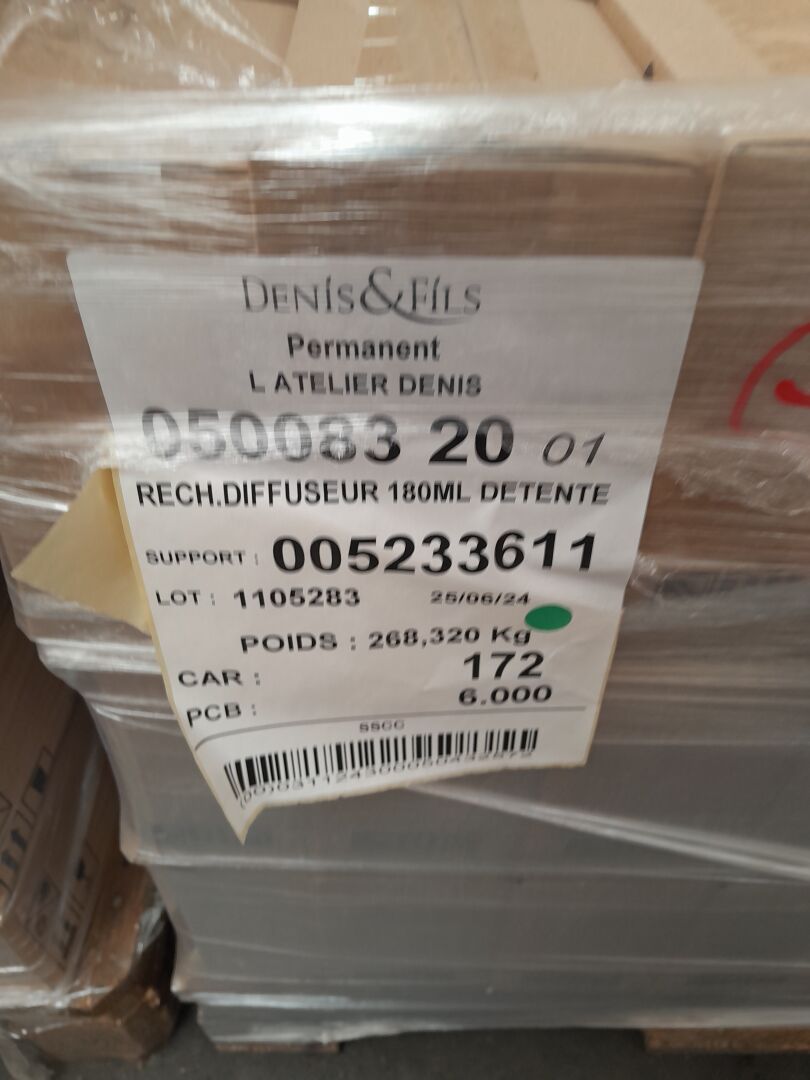 DENIS&FILS
Permanent
L ATELIER DENIS
050083 20 01
RECH.DIFFUSEUR 180ML DETENTE
SUPPORT : 005233611
LOT : 1105283 25/06/24
POIDS : 268,320 Kg
CAR : 172
PCB : 6.000
SSCC